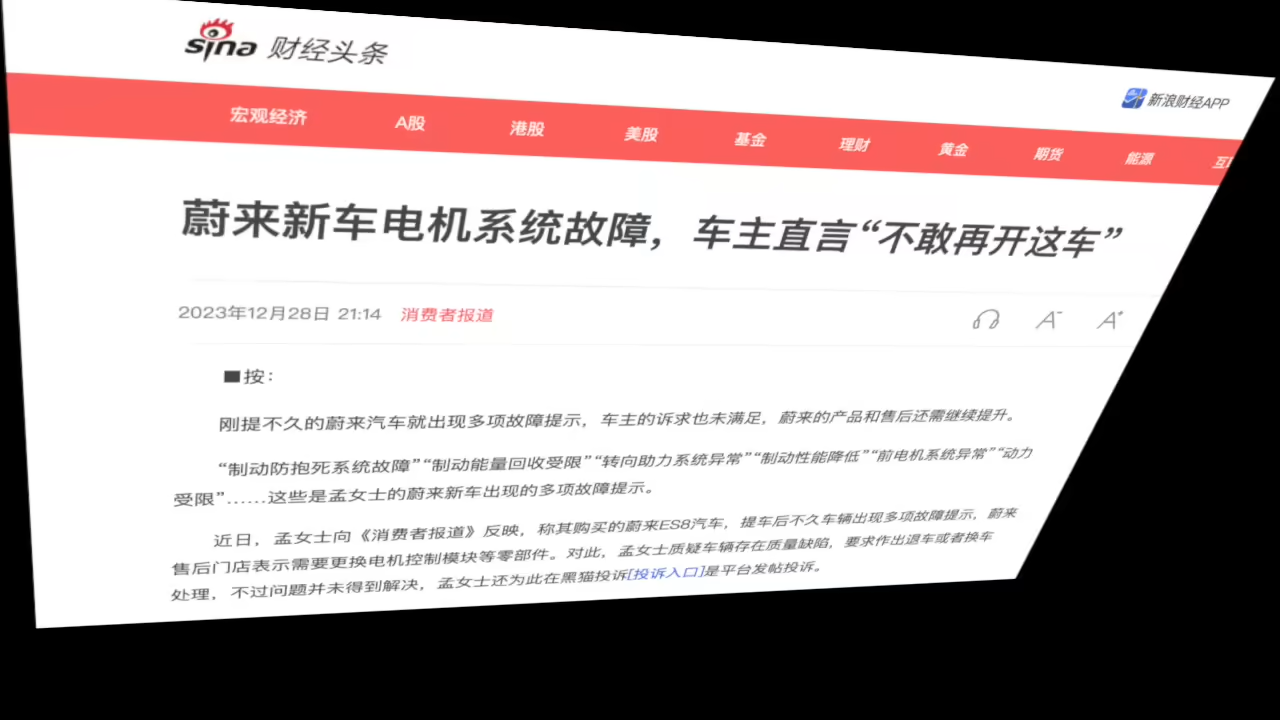 sina 财经头条
新浪财经APP
宏观经济 A股 港股 美股 基金 理财 黄金 期货 能源
蔚来新车电机系统故障，车主直言“不敢再开这车”
2023年12月28日 21:14 消费者报道
A- A+
■按：
刚提不久的蔚来汽车就出现多项故障提示，车主的诉求也未满足，蔚来的产品和售后还需继续提升。
“制动防抱死系统故障”“制动能量回收受限”“转向助力系统异常”“制动性能降低”“前电机系统异常”“动力
受限”……这些是孟女士的蔚来新车出现的多项故障提示。
近日，孟女士向《消费者报道》反映，称其购买的蔚来ES8汽车，提车后不久车辆出现多项故障提示，蔚来
售后门店表示需要更换电机控制模块等零部件。对此，孟女士质疑车辆存在质量缺陷，要求作出退车或者换车
处理，不过问题并未得到解决，孟女士还为此在黑猫投诉[投诉入口]是平台发帖投诉。